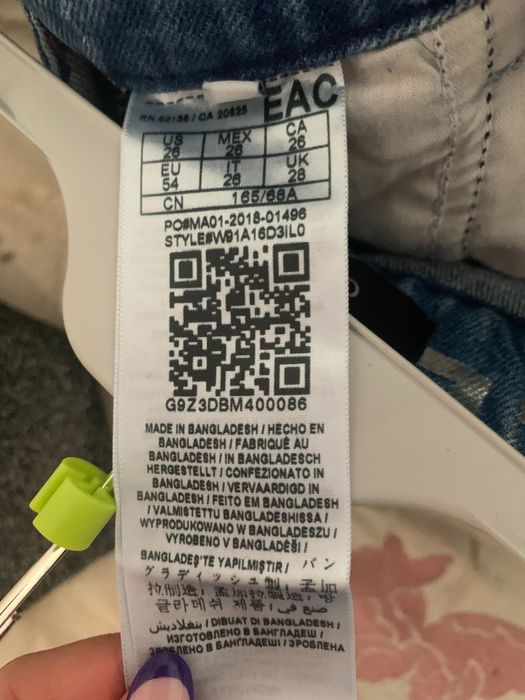 EAC
RN 62136 / CA 20625
US MEX CA
26 26 26
EU IT UK
54 26 28
CN 165/68A
PO#MA01-2018-01496
STYLE#W91A16D3IL0
G9Z3DBM400086
MADE IN BANGLADESH / HECHO EN
BANGLADESH / FABRIQUÉ AU
BANGLADESH / IN BANGLADESCH
HERGESTELLT / CONFEZIONATO IN
BANGLADESH / VERVAARDIGD IN
BANGLADESH / FEITO EM BANGLADESH
/ VALMISTETTU BANGLADESHISSA /
WYPRODUKOWANO W BANGLADESZU /
VYROBENO V BANGLADÉŠI /
BANGLADEŞ'TE YAPILMIŞTIR / バン
グラディッシュ製 / 孟加
拉制造 / 孟加拉製造 / 방
글라데쉬 제품 / صنع في
بنغلاديش / DIBUAT DI BANGLADESH /
ИЗГОТОВЛЕНО В БАНГЛАДЕШ /
ЗРОБЛЕНО В БАНГЛАДЕШ / ЗРОБЛЕНА